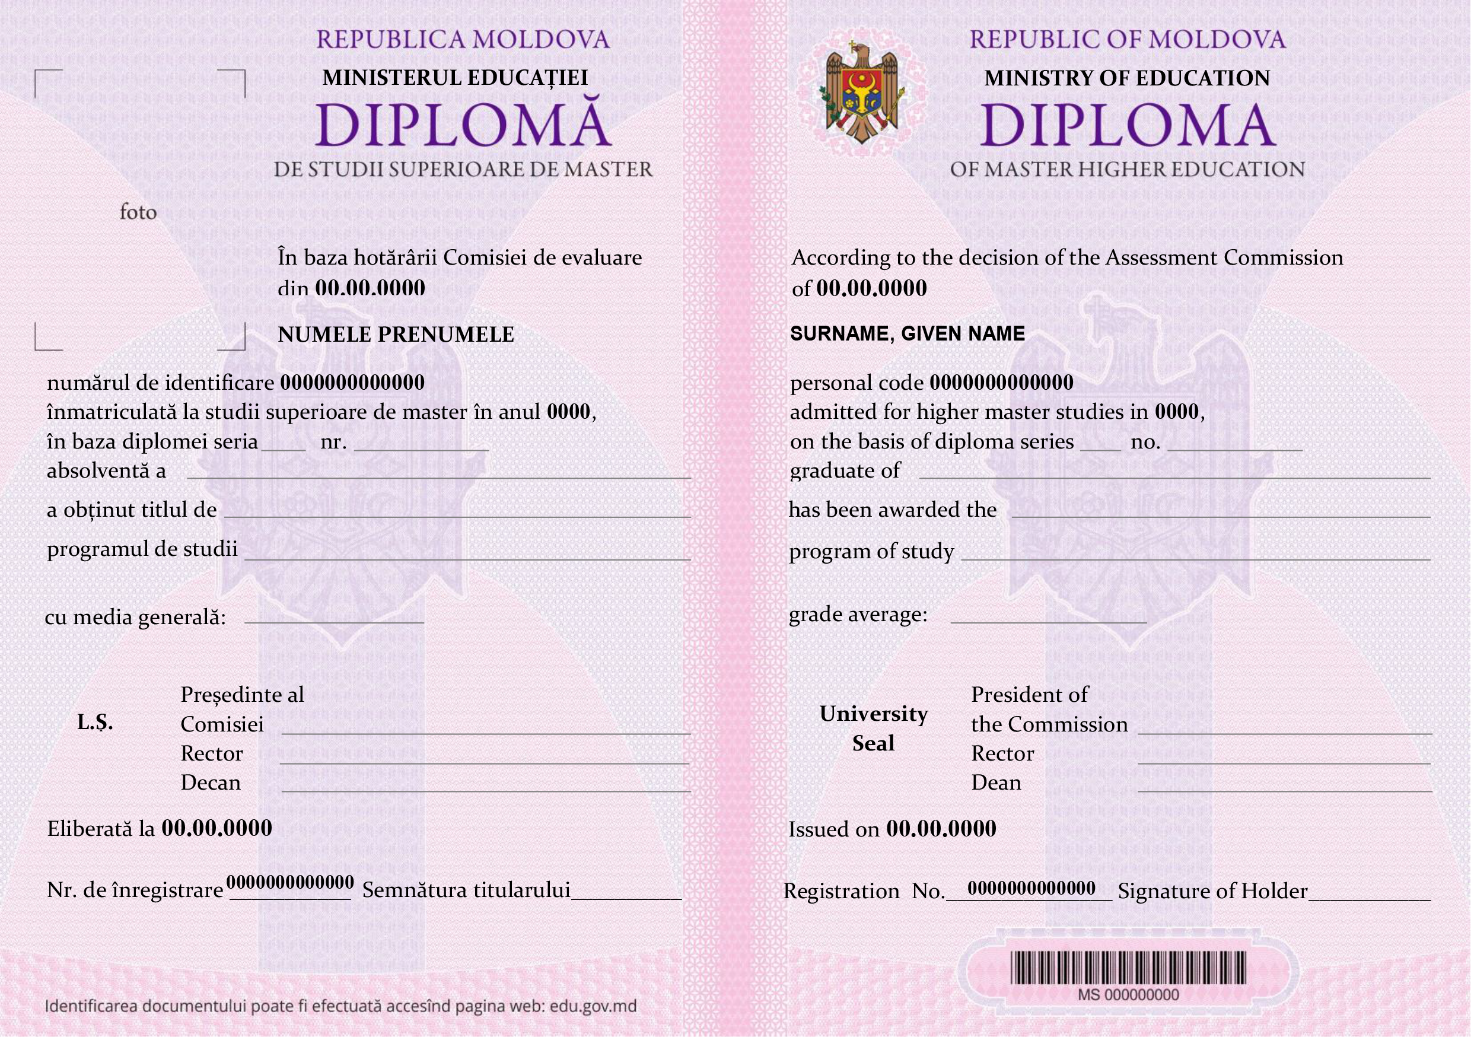 REPUBLICA MOLDOVA
MINISTERUL EDUCAȚIEI
DIPLOMĂ
DE STUDII SUPERIOARE DE MASTER
foto
În baza hotărârii Comisiei de evaluare
din 00.00.0000
NUMELE PRENUMELE
numărul de identificare 0000000000000
înmatriculată la studii superioare de master în anul 0000,
în baza diplomei seria____ nr. ____________
absolventă a
a obținut titlul de
programul de studii
cu media generală:
L.Ș.
Președinte al
Comisiei
Rector
Decan
Eliberată la 00.00.0000
Nr. de înregistrare 0000000000000 Semnătura titularului__________
Identificarea documentului poate fi efectuată accesînd pagina web: edu.gov.md
REPUBLIC OF MOLDOVA
MINISTRY OF EDUCATION
DIPLOMA
OF MASTER HIGHER EDUCATION
According to the decision of the Assessment Commission
of 00.00.0000
SURNAME, GIVEN NAME
personal code 0000000000000
admitted for higher master studies in 0000,
on the basis of diploma series ____ no. ____________
graduate of
has been awarded the
program of study
grade average:
University
Seal
President of
the Commission
Rector
Dean
Issued on 00.00.0000
Registration No. 0000000000000 Signature of Holder___________
MS 000000000